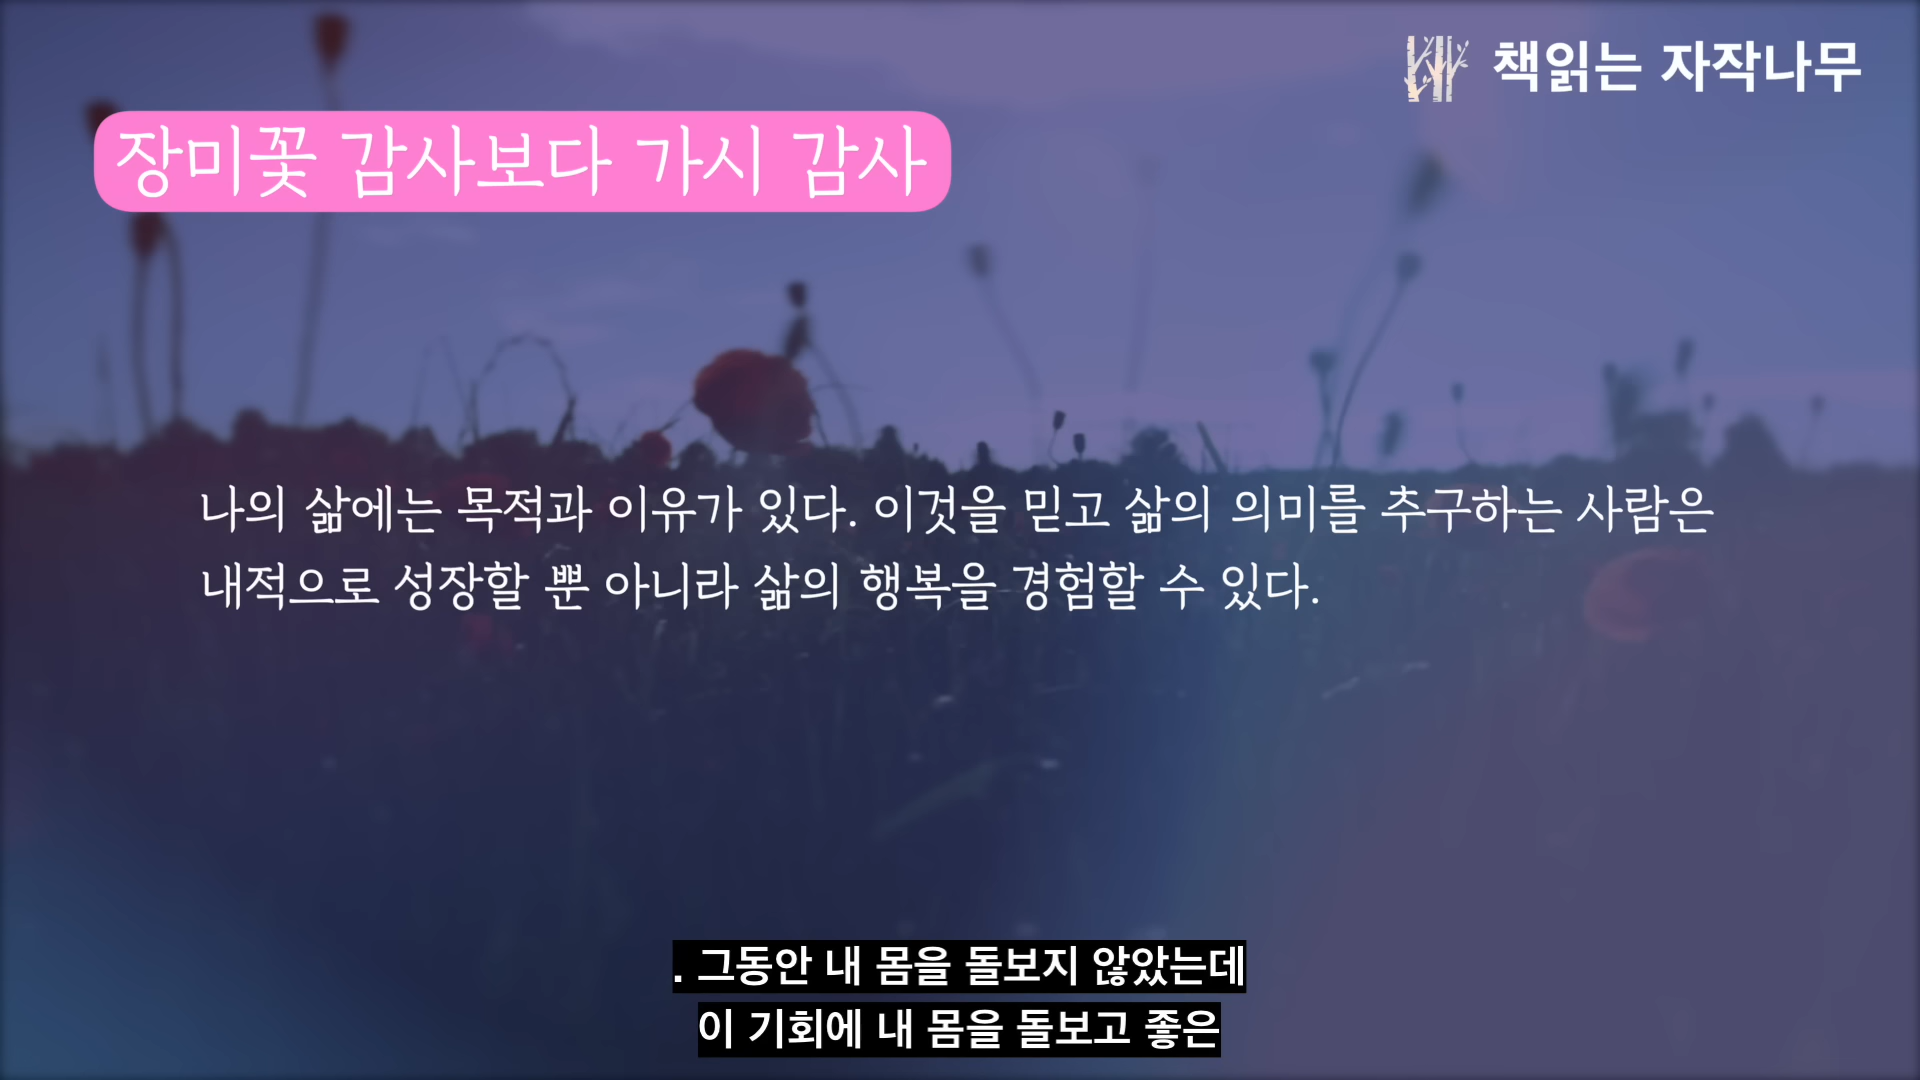 책읽는 자작나무
장미꽃 감사보다 가시 감사
나의 삶에는 목적과 이유가 있다. 이것을 믿고 삶의 의미를 추구하는 사람은
내적으로 성장할 뿐 아니라 삶의 행복을 경험할 수 있다.
. 그동안 내 몸을 돌보지 않았는데
이 기회에 내 몸을 돌보고 좋은